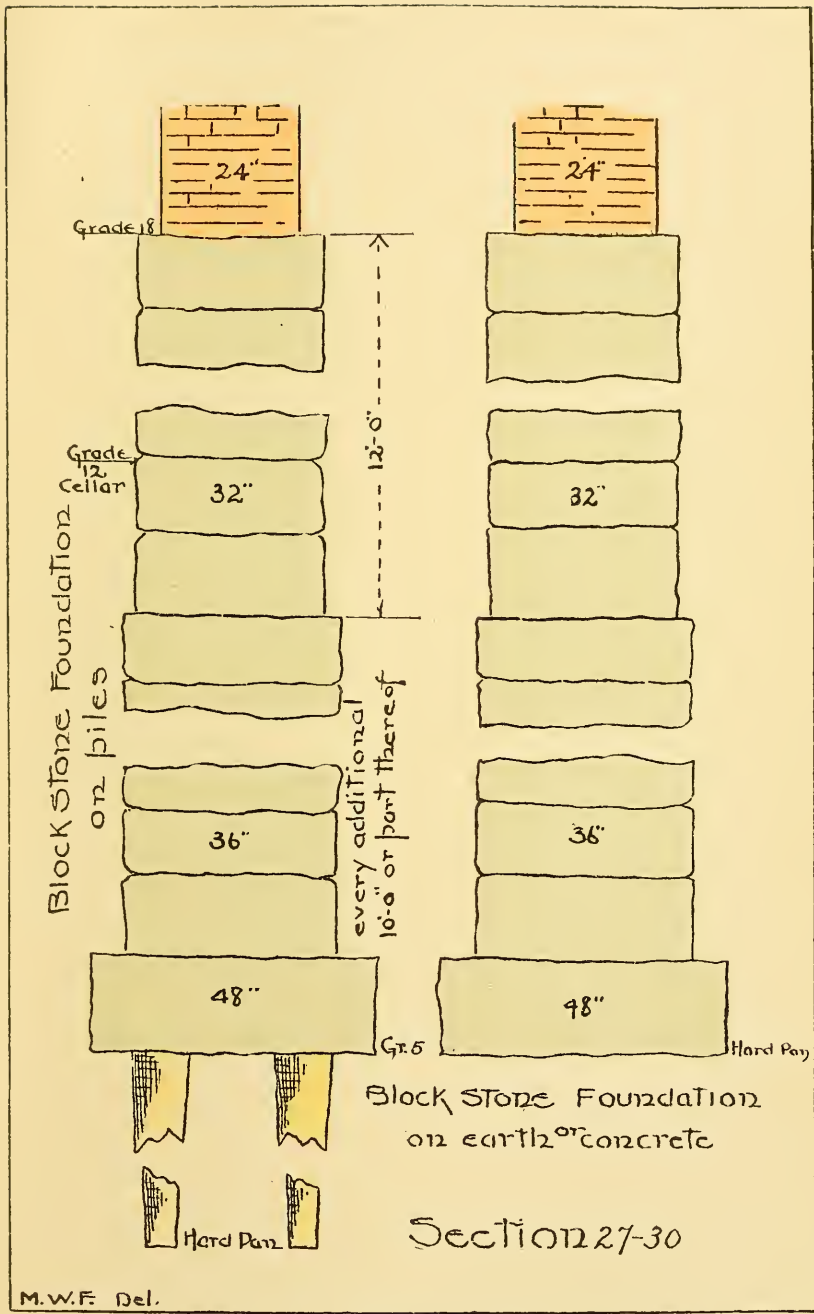 24"
24"
Grade 18
12'-0"
Grade
12
Cellar
32"
32"
Block Stone Foundation
on piles
every additional
10'-0" or part thereof
36"
36"
48"
48"
Gr. 5
Hard Pan
Block Stone Foundation
on earth or concrete
Hard Pan
Section 27-30
M.W.F. Del.